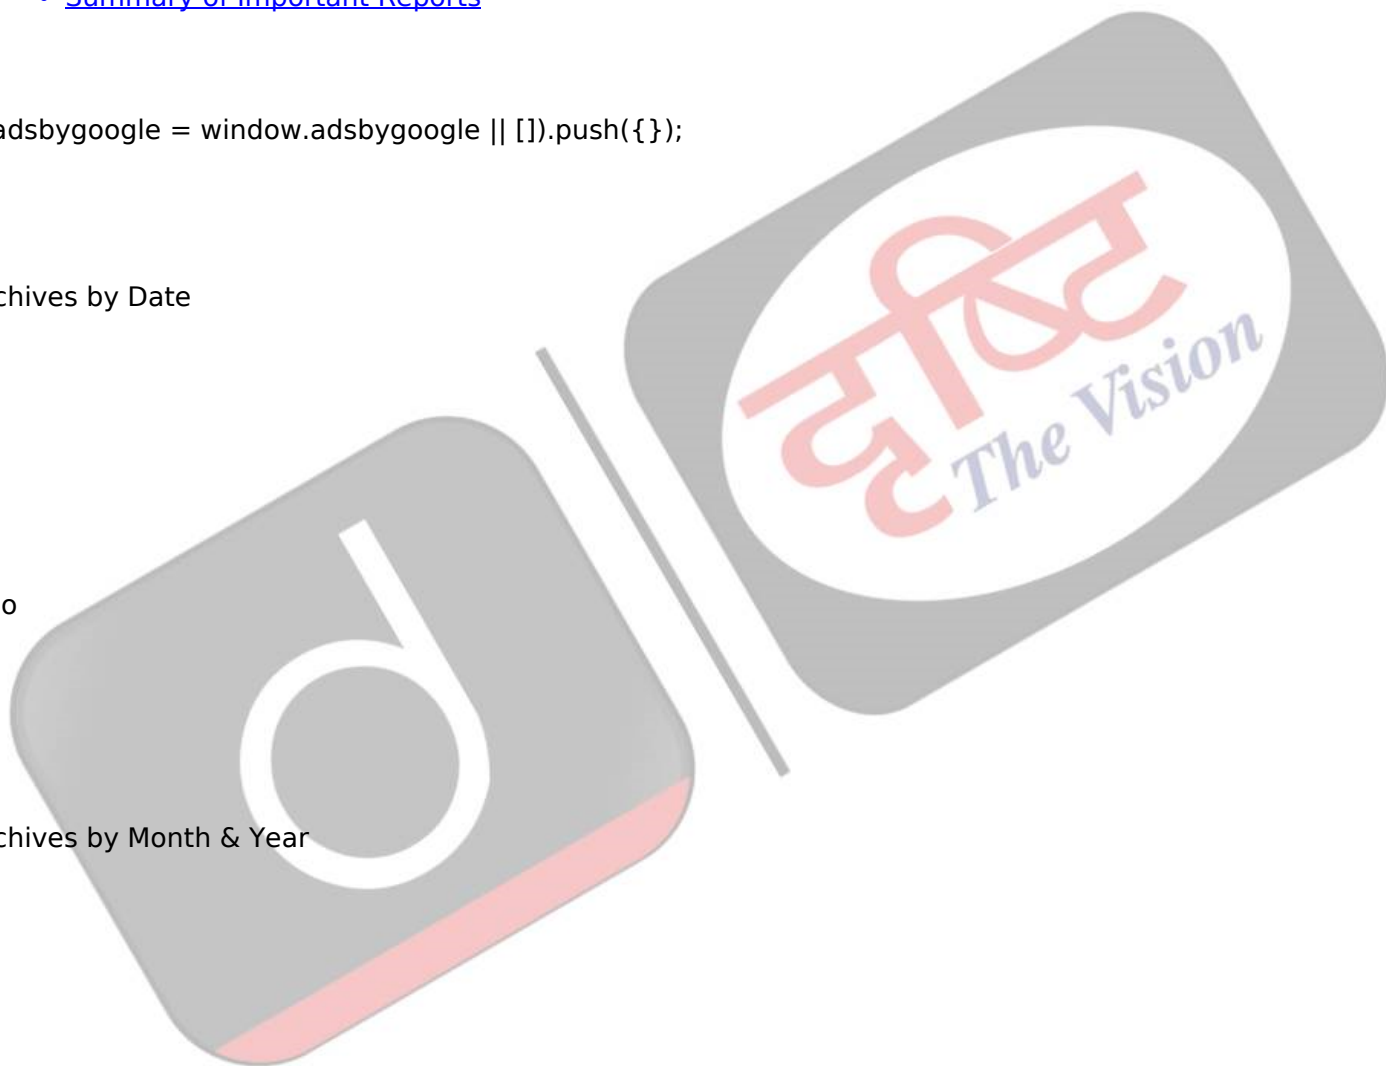 Summary of Important Reports
adsbygoogle = window.adsbygoogle || []).push({});
chives by Date
दृष्टि
The Vision
o
d
chives by Month & Year